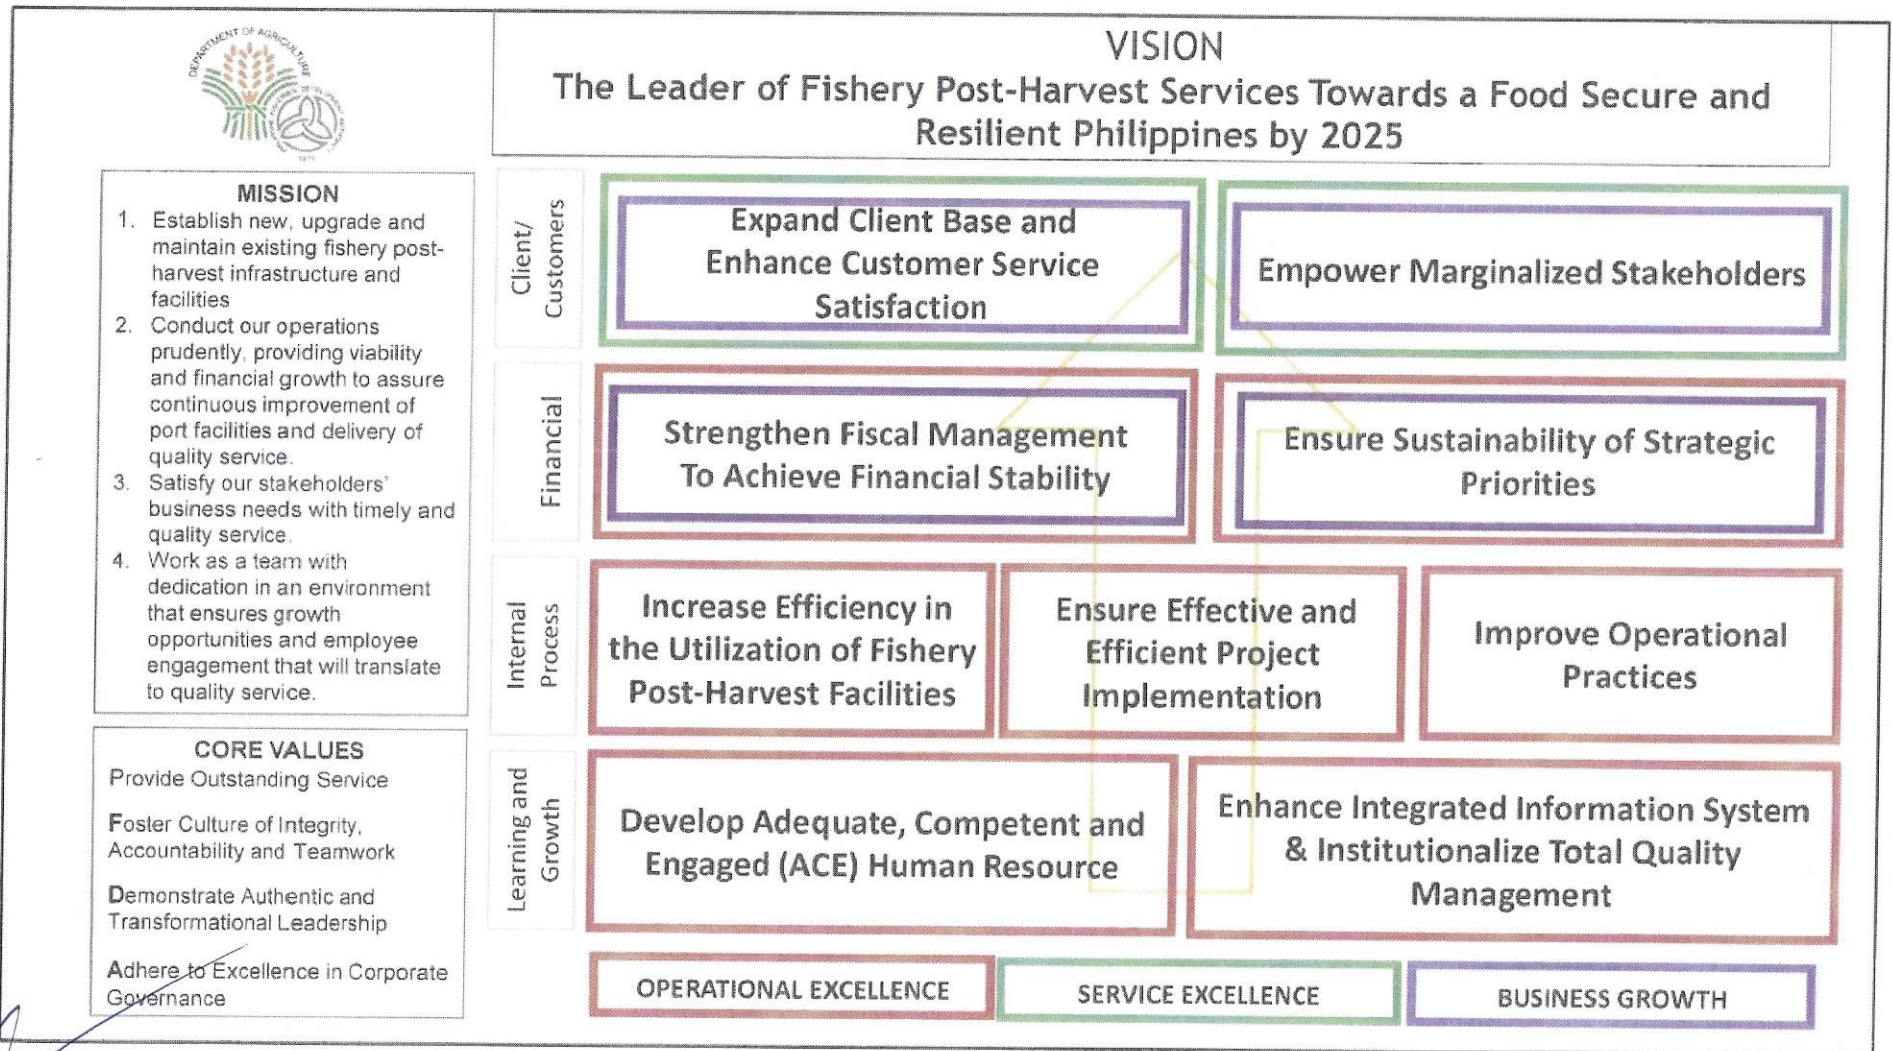 DEPARTMENT OF AGRICULTURE
VISION
The Leader of Fishery Post-Harvest Services Towards a Food Secure and
Resilient Philippines by 2025
MISSION
1. Establish new, upgrade and
maintain existing fishery post-
harvest infrastructure and
facilities
2. Conduct our operations
prudently, providing viability
and financial growth to assure
continuous improvement of
port facilities and delivery of
quality service.
3. Satisfy our stakeholders'
business needs with timely and
quality service.
4. Work as a team with
dedication in an environment
that ensures growth
opportunities and employee
engagement that will translate
to quality service.
CORE VALUES
Provide Outstanding Service
Foster Culture of Integrity,
Accountability and Teamwork
Demonstrate Authentic and
Transformational Leadership
Adhere to Excellence in Corporate
Governance
Client/
Customers
Expand Client Base and
Enhance Customer Service
Satisfaction
Empower Marginalized Stakeholders
Financial
Strengthen Fiscal Management
To Achieve Financial Stability
Ensure Sustainability of Strategic
Priorities
Internal
Process
Increase Efficiency in
the Utilization of Fishery
Post-Harvest Facilities
Ensure Effective and
Efficient Project
Implementation
Improve Operational
Practices
Learning and
Growth
Develop Adequate, Competent and
Engaged (ACE) Human Resource
Enhance Integrated Information System
& Institutionalize Total Quality
Management
OPERATIONAL EXCELLENCE
SERVICE EXCELLENCE
BUSINESS GROWTH